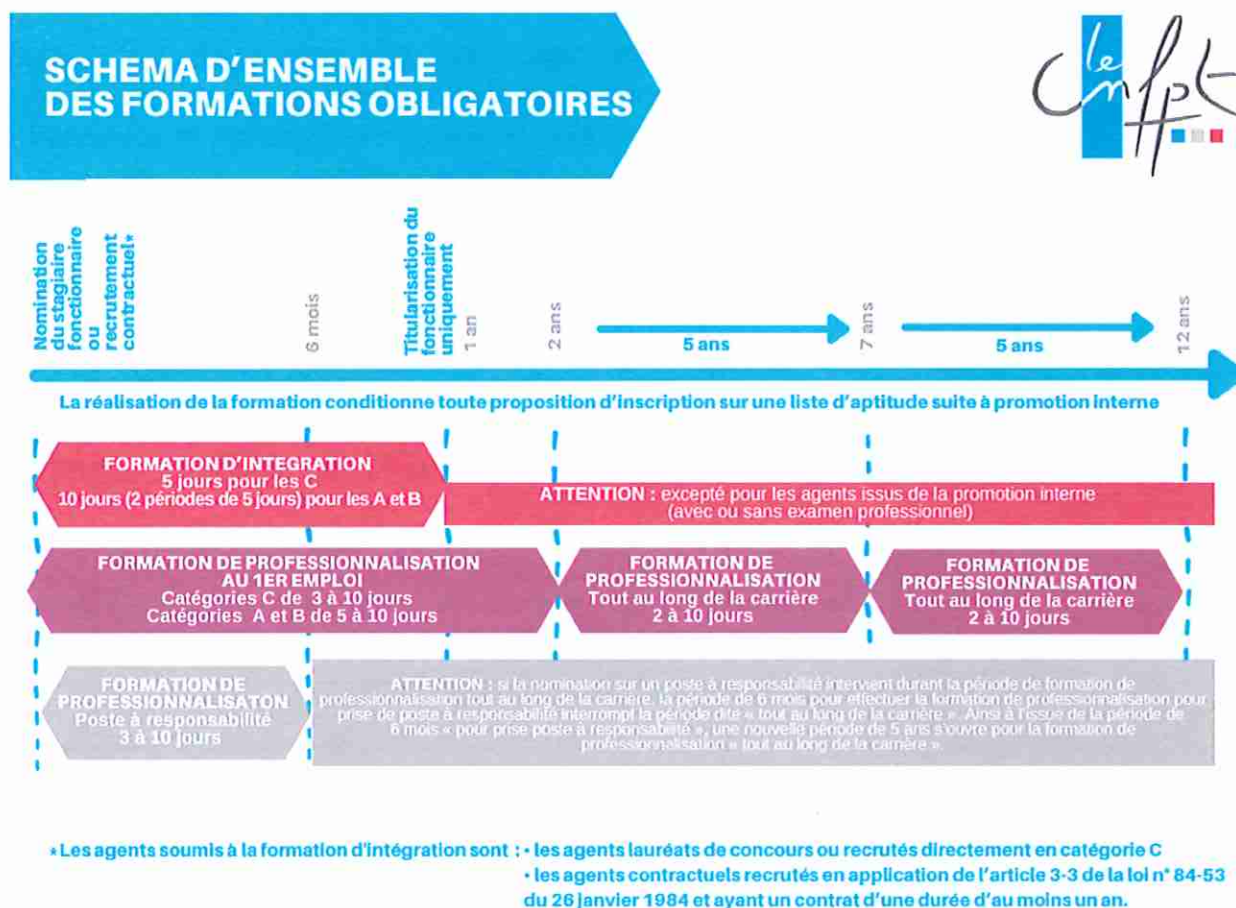 SCHEMA D'ENSEMBLE
DES FORMATIONS OBLIGATOIRES
le
cnfpt
Nomination
du stagiaire
fonctionnaire
ou
recrutement
contractuel*
6 mois
Titularisation du
fonctionnaire
uniquement
1 an
2 ans
5 ans
7 ans
5 ans
12 ans
La réalisation de la formation conditionne toute proposition d'inscription sur une liste d'aptitude suite à promotion interne
FORMATION D'INTEGRATION
5 jours pour les C
10 jours (2 périodes de 5 jours) pour les A et B
ATTENTION : excepté pour les agents issus de la promotion interne
(avec ou sans examen professionnel)
FORMATION DE PROFESSIONNALISATION
AU 1ER EMPLOI
Catégories C de 3 à 10 jours
Catégories A et B de 5 à 10 jours
FORMATION DE
PROFESSIONNALISATION
Tout au long de la carrière
2 à 10 jours
FORMATION DE
PROFESSIONNALISATION
Tout au long de la carrière
2 à 10 jours
FORMATION DE
PROFESSIONNALISATON
Poste à responsabilité
3 à 10 jours
ATTENTION : si la nomination sur un poste à responsabilité intervient durant la période de formation de
professionnalisation tout au long de la carrière, la période de 6 mois pour effectuer la formation de professionnalisation pour
prise de poste à responsabilité interrompt la période dite « tout au long de la carrière ». Ainsi à l'issue de la période de
6 mois « pour prise poste à responsabilité », une nouvelle période de 5 ans s'ouvre pour la formation de
professionnalisation « tout au long de la carrière ».
*Les agents soumis à la formation d'intégration sont : • les agents lauréats de concours ou recrutés directement en catégorie C
• les agents contractuels recrutés en application de l'article 3-3 de la loi n° 84-53
du 26 janvier 1984 et ayant un contrat d'une durée d'au moins un an.